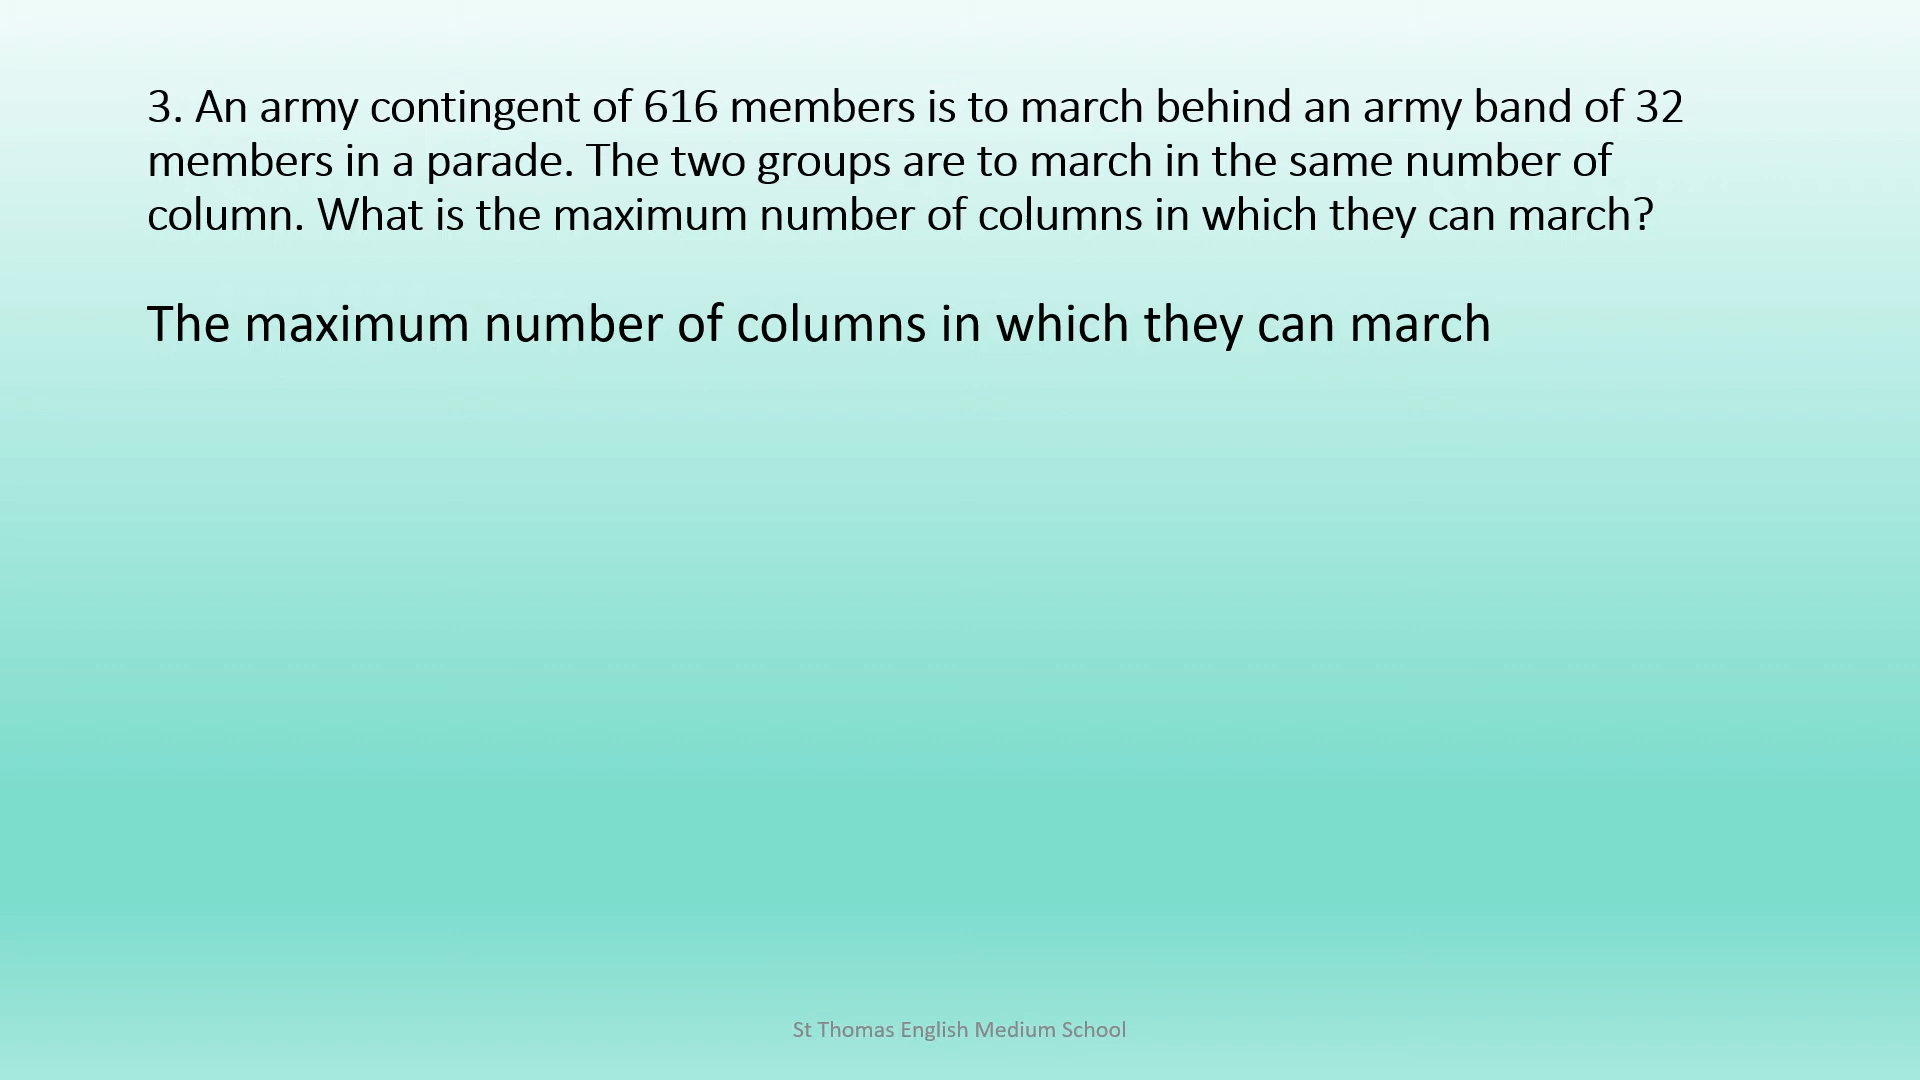 3. An army contingent of 616 members is to march behind an army band of 32
members in a parade. The two groups are to march in the same number of
column. What is the maximum number of columns in which they can march?
The maximum number of columns in which they can march
St Thomas English Medium School